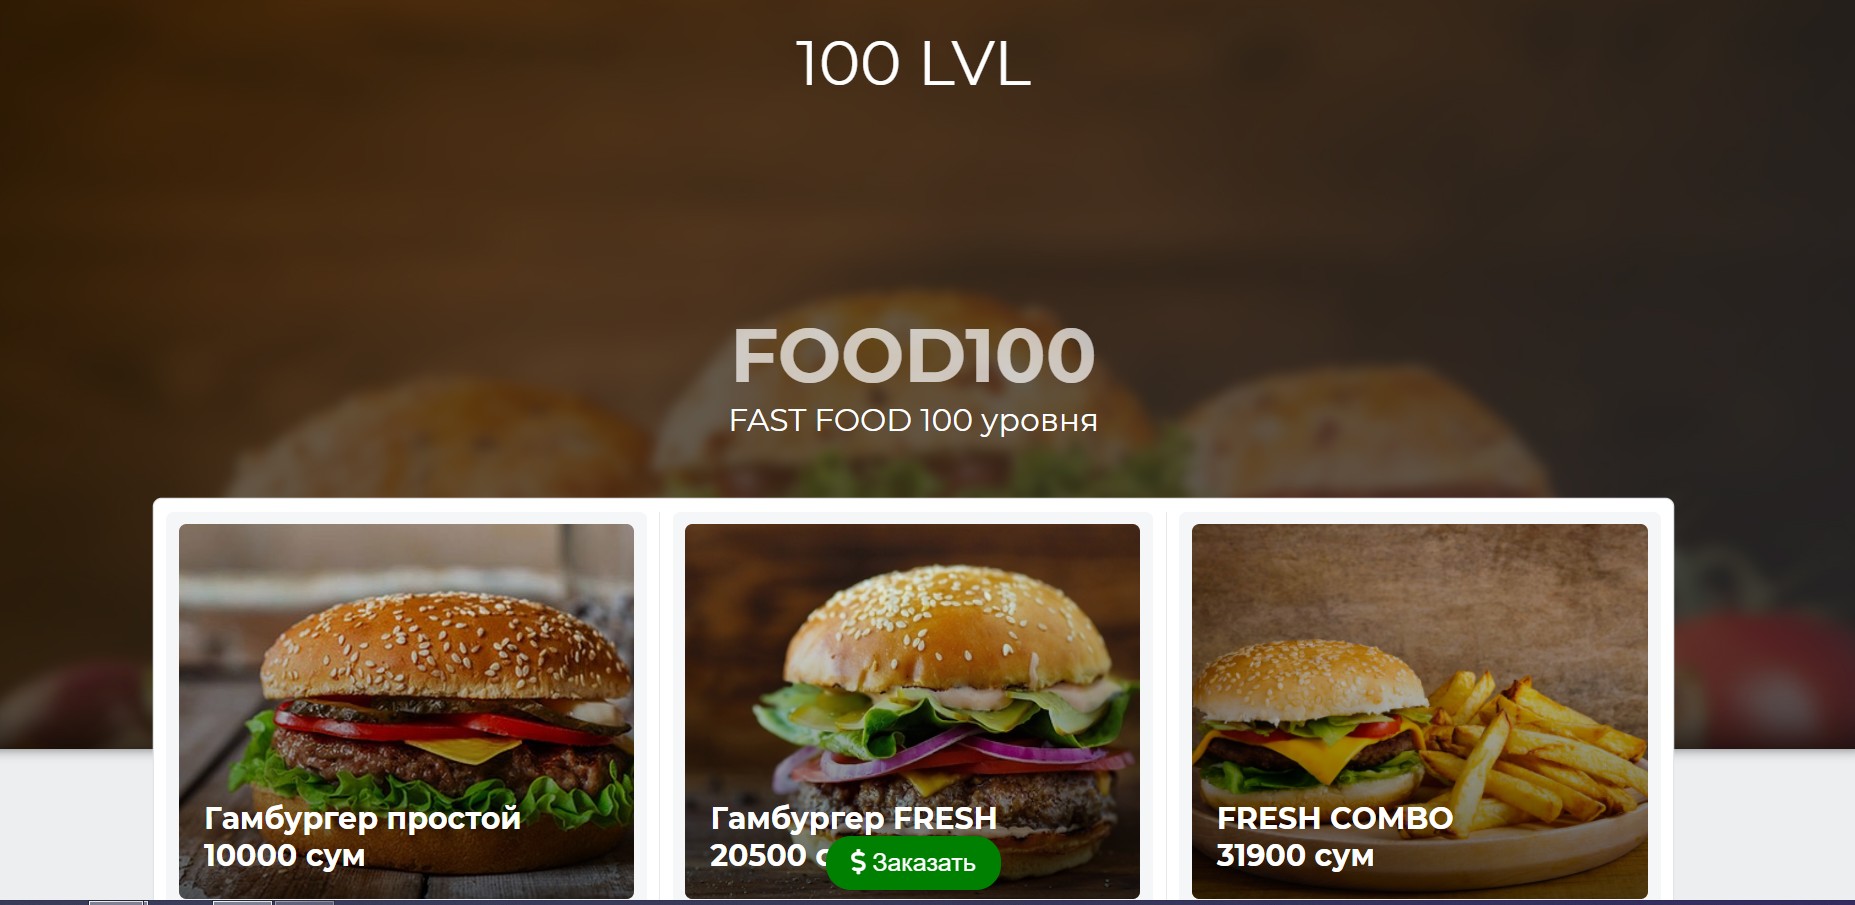 100 LVL
FOOD100
FAST FOOD 100 уровня
Гамбургер простой
10000 сум
Гамбургер FRESH
20500
$ Заказать
FRESH COMBO
31900 сум